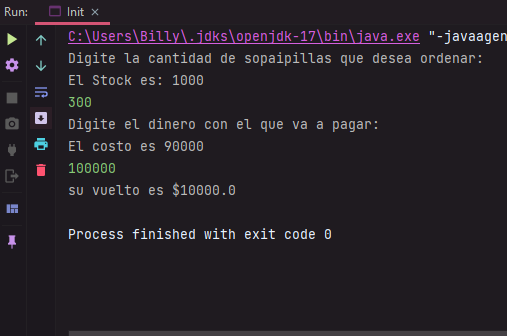 Run: Init ×
C:\Users\Billy\.jdks\openjdk-17\bin\java.exe "-javaagen
Digite la cantidad de sopaipillas que desea ordenar:
El Stock es: 1000
300
Digite el dinero con el que va a pagar:
El costo es 90000
100000
su vuelto es $10000.0
Process finished with exit code 0